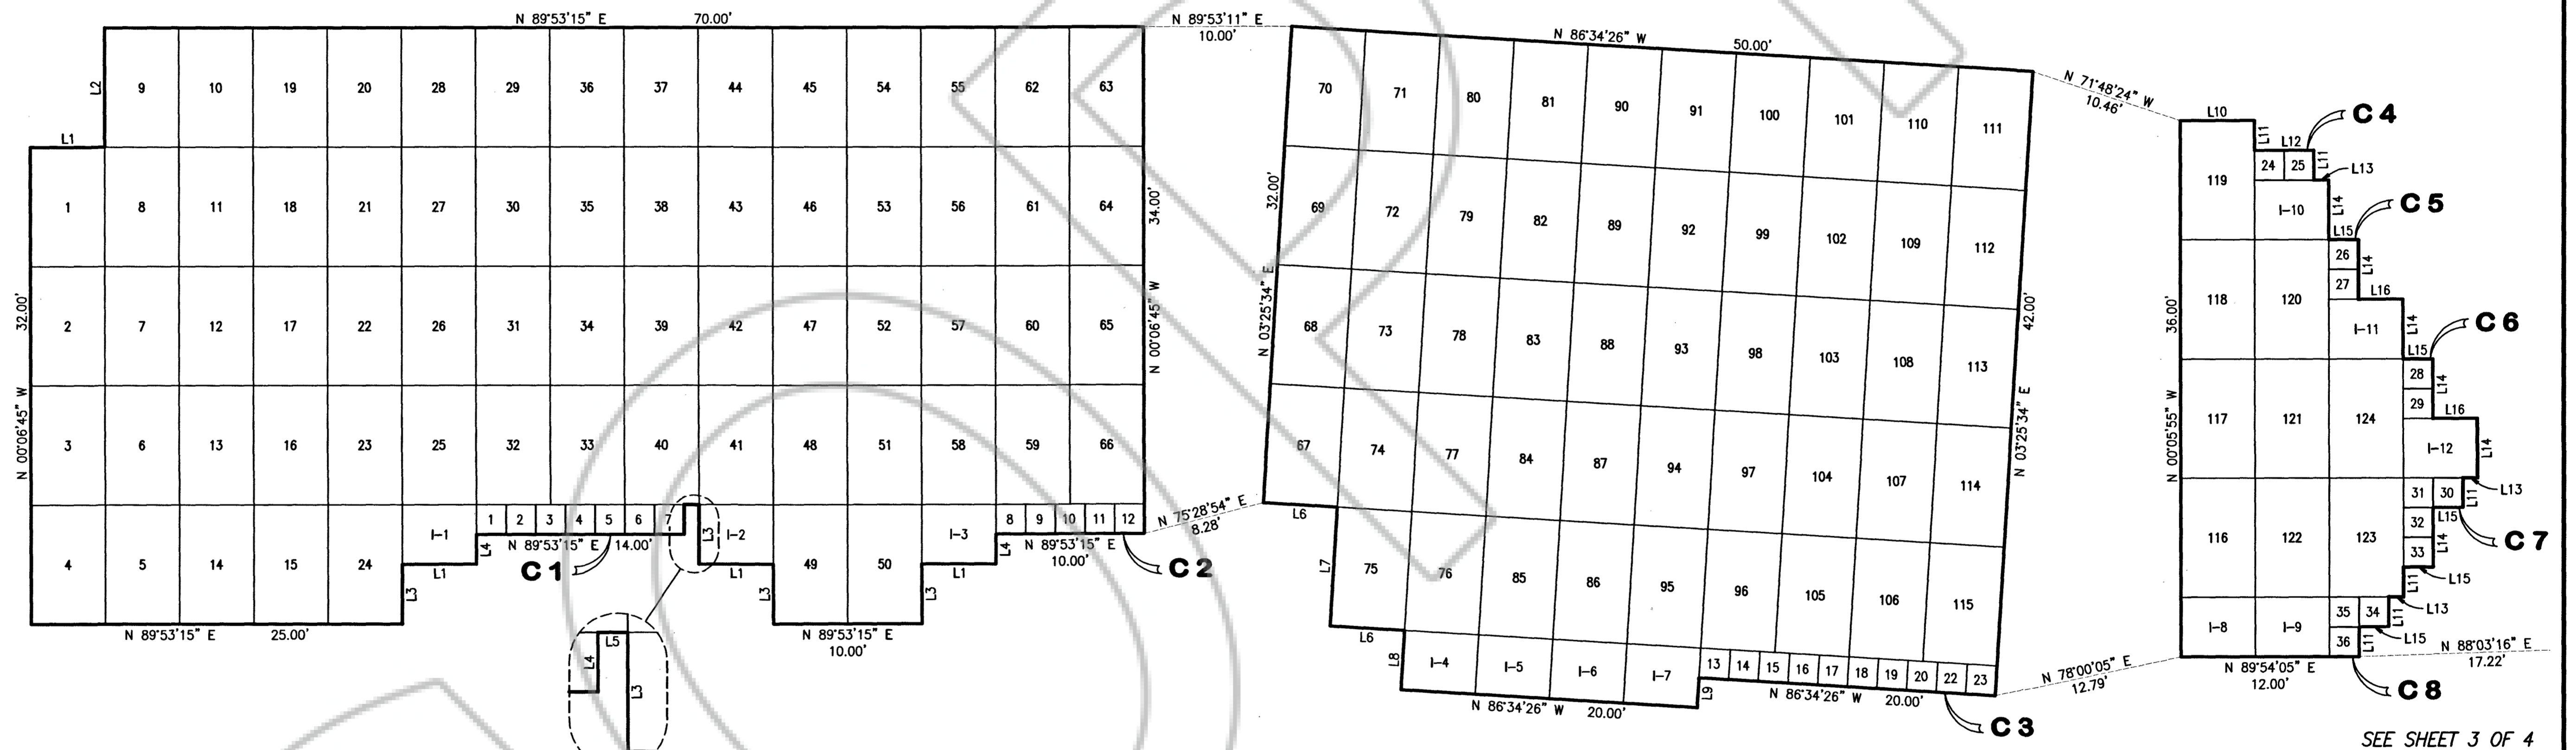 N 89°53'15" E 70.00'
N 89°53'11" E
10.00'
N 86°34'26" W 50.00'
N 71°48'24" W
10.46'
L2 9 10 19 20 28 29 36 37 44 45 54 55 62 63
L1
1 8 11 18 21 27 30 35 38 43 46 53 56 61 64
34.00'
2 7 12 17 22 26 31 34 39 42 47 52 57 60 65
32.00'
N 00°06'45" W
N 00°06'45" W
3 6 13 16 23 25 32 33 40 41 48 51 58 59 66
I-1 1 2 3 4 5 6 7 L3 I-2 I-3 8 9 10 11 12
L4 N 89°53'15" E 14.00' L4 N 89°53'15" E
10.00'
4 5 14 15 24 L1 C1 L1 49 50 L1 C2
L3 L3 L3
N 89°53'15" E 25.00'
N 89°53'15" E
10.00'
L5
L4
L3
N 75°28'54" E
8.28'
70 71 80 81 90 91 100 101 110 111
32.00'
69 72 79 82 89 92 99 102 109 112
N 03°25'34" E
68 73 78 83 88 93 98 103 108 113
42.00'
67 74 77 84 87 94 97 104 107 114
N 03°25'34" E
L6
L7 75 76 85 86 95 96 105 106 115
L6
L8 I-4 I-5 I-6 I-7 13 14 15 16 17 18 19 20 21 22 23
L9
N 86°34'26" W 20.00'
N 86°34'26" W 20.00'
C3
N 78°00'05" E
12.79'
L10
L11 L12 C4
119 24 25 L11 L13
I-10 L14 C5
L15
26 L14
118 120 27 L16
36.00'
I-11 L14 C6
L15
N 00°05'55" W
28 L14
117 121 124 29 L16
I-12 L14
31 30 L11 L13
L15
116 122 123 32 C7
33 L14
L11 L15
35 34 L11 L13
I-8 I-9 36 L11 L15
N 88°03'16" E
17.22'
N 89°54'05" E
12.00'
C8
SEE SHEET 3 OF 4